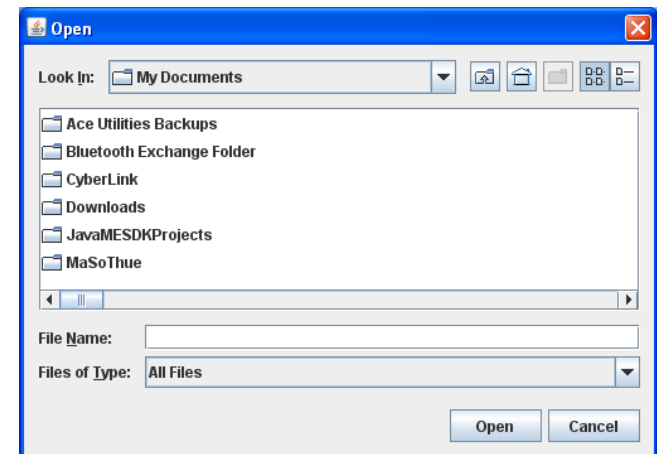 Open
Look In: My Documents
Ace Utilities Backups
Bluetooth Exchange Folder
CyberLink
Downloads
JavaMESDKProjects
MaSoThue
File Name:
Files of Type: All Files
Open Cancel